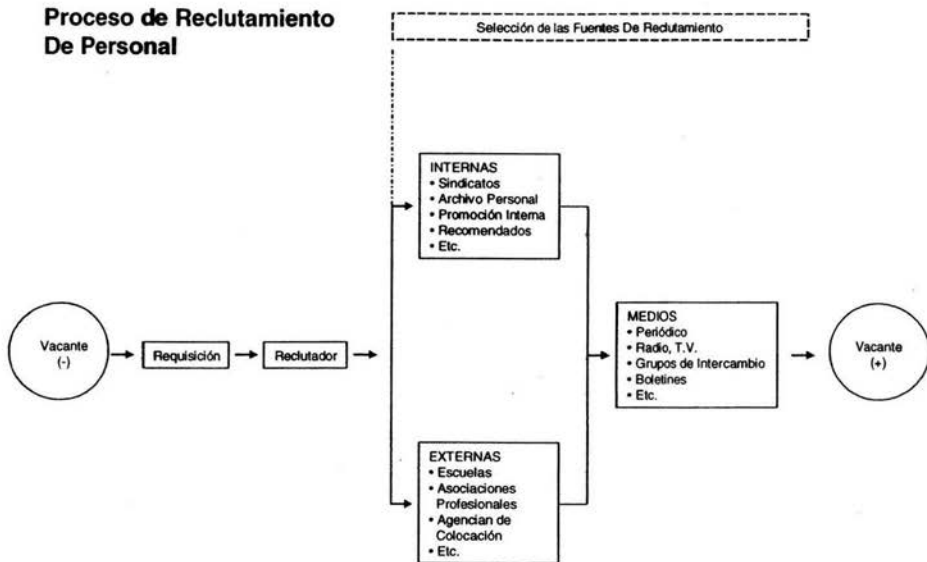 Proceso de Reclutamiento
De Personal
Selección de las Fuentes De Reclutamiento
INTERNAS
• Sindicatos
• Archivo Personal
• Promoción Interna
• Recomendados
• Etc.
Vacante
(-)
Requisición
Reclutador
MEDIOS
• Periódico
• Radio, T.V.
• Grupos de Intercambio
• Boletines
• Etc.
Vacante
(+)
EXTERNAS
• Escuelas
• Asociaciones
Profesionales
• Agencian de
Colocación
• Etc.